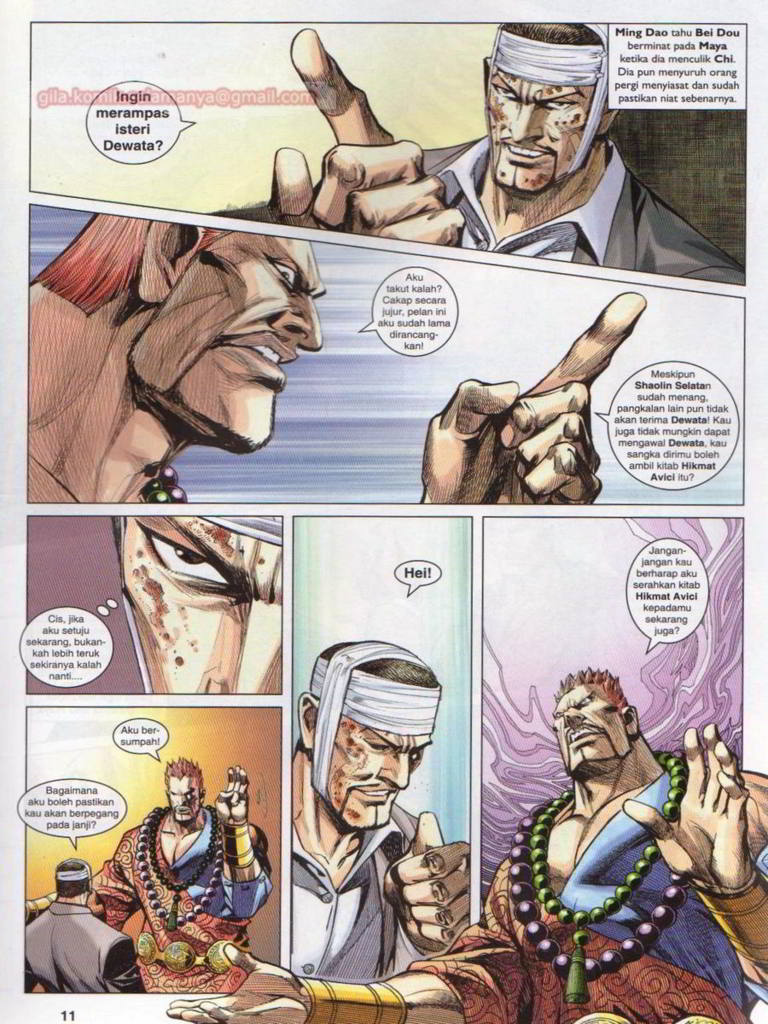 Ming Dao tahu Bei Dou
berminat pada Maya
ketika dia menculik Chi.
Dia pun menyuruh orang
pergi menyiasat dan sudah
pastikan niat sebenarnya.
Ingin
merampas
isteri
Dewata?
Aku
takut kalah?
Cakap secara
jujur, pelan ini
aku sudah lama
dirancang-
kan!
Meskipun
Shaolin Selatan
sudah menang,
pangkalan lain pun tidak
akan terima Dewata! Kau
juga tidak mungkin dapat
mengawal Dewata, kau
sangka dirimu boleh
ambil kitab Hikmat
Avici itu?
Cis, jika
aku setuju
sekarang, bukan-
kah lebih teruk
sekiranya kalah
nanti....
Aku ber-
sumpah!
Bagaimana
aku boleh pastikan
kau akan berpegang
pada janji?
Hei!
Jangan-
jangan kau
berharap aku
serahkan kitab
Hikmat Avici
kepadamu
sekarang
juga?
11